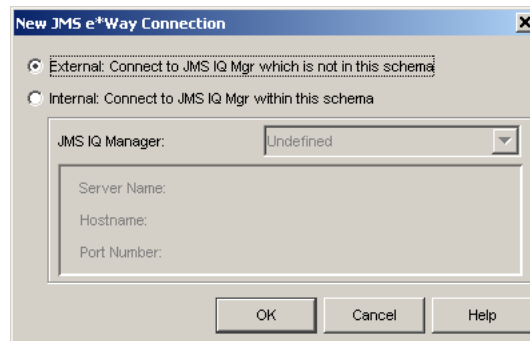 New JMS e*Way Connection
External: Connect to JMS IQ Mgr which is not in this schema
Internal: Connect to JMS IQ Mgr within this schema
JMS IQ Manager: Undefined
Server Name:
Hostname:
Port Number:
OK Cancel Help